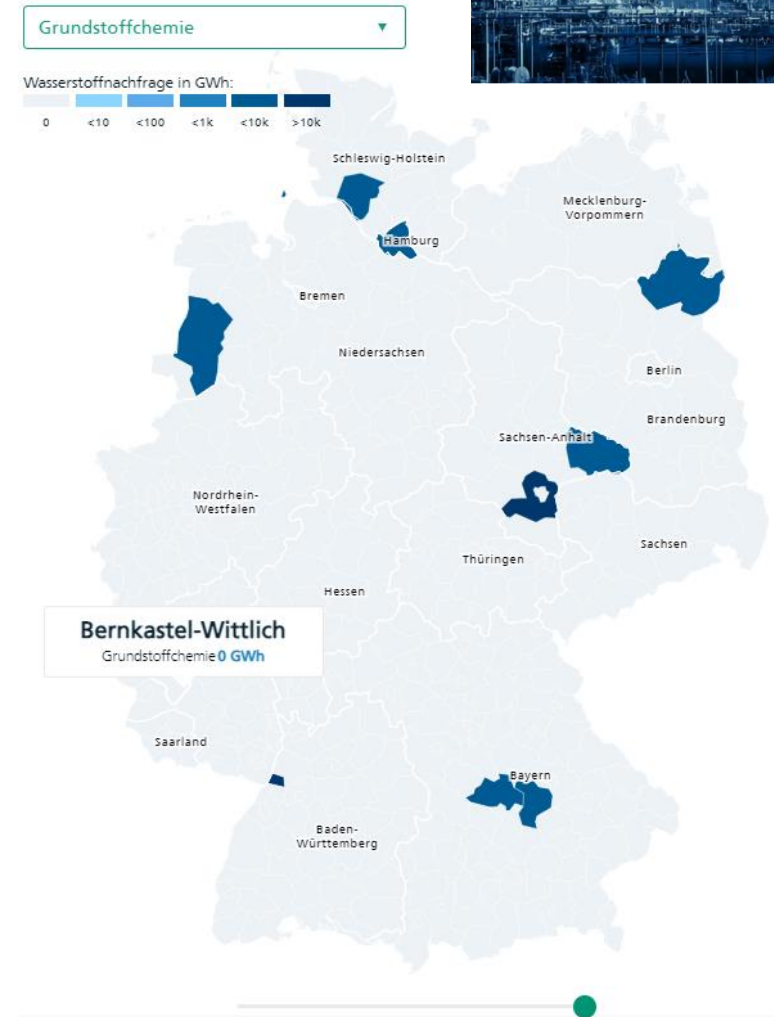 Grundstoffchemie
Wasserstoffnachfrage in GWh:
0 <10 <100 <1k <10k >10k
Schleswig-Holstein
Mecklenburg-
Vorpommern
Hamburg
Bremen
Niedersachsen
Berlin
Brandenburg
Sachsen-Anhalt
Nordrhein-
Westfalen
Sachsen
Thüringen
Hessen
Bernkastel-Wittlich
Grundstoffchemie 0 GWh
Saarland
Bayern
Baden-
Württemberg